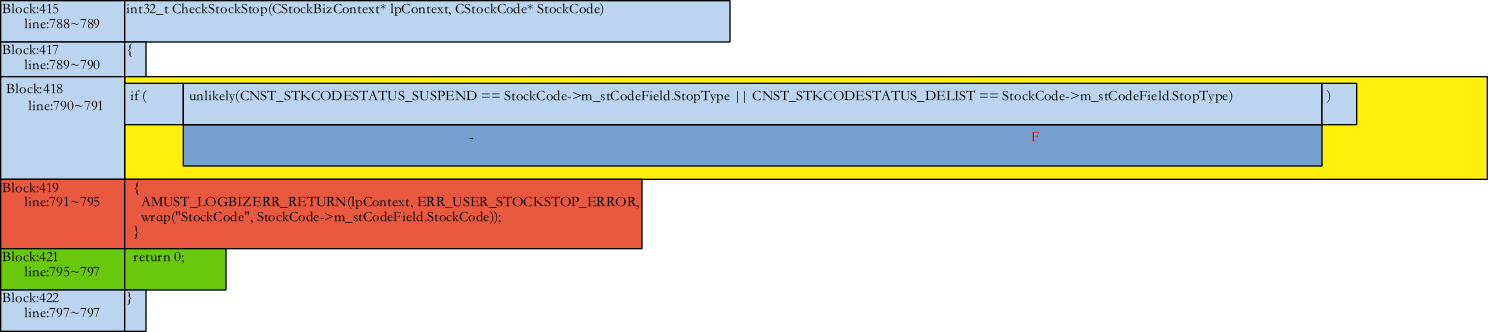 Block:415 int32_t CheckStockStop(CStockBizContext* lpContext, CStockCode* StockCode)
line:788~789
Block:417 {
line:789~790
Block:418 if ( unlikely(CNST_STKCODESTATUS_SUSPEND == StockCode->m_stCodeField.StopType || CNST_STKCODESTATUS_DELIST == StockCode->m_stCodeField.StopType) )
line:790~791
- F
Block:419 {
line:791~795 AMUST_LOGBIZERR_RETURN(lpContext, ERR_USER_STOCKSTOP_ERROR,
wrap("StockCode", StockCode->m_stCodeField.StockCode));
}
Block:421 return 0;
line:795~797
Block:422 }
line:797~797